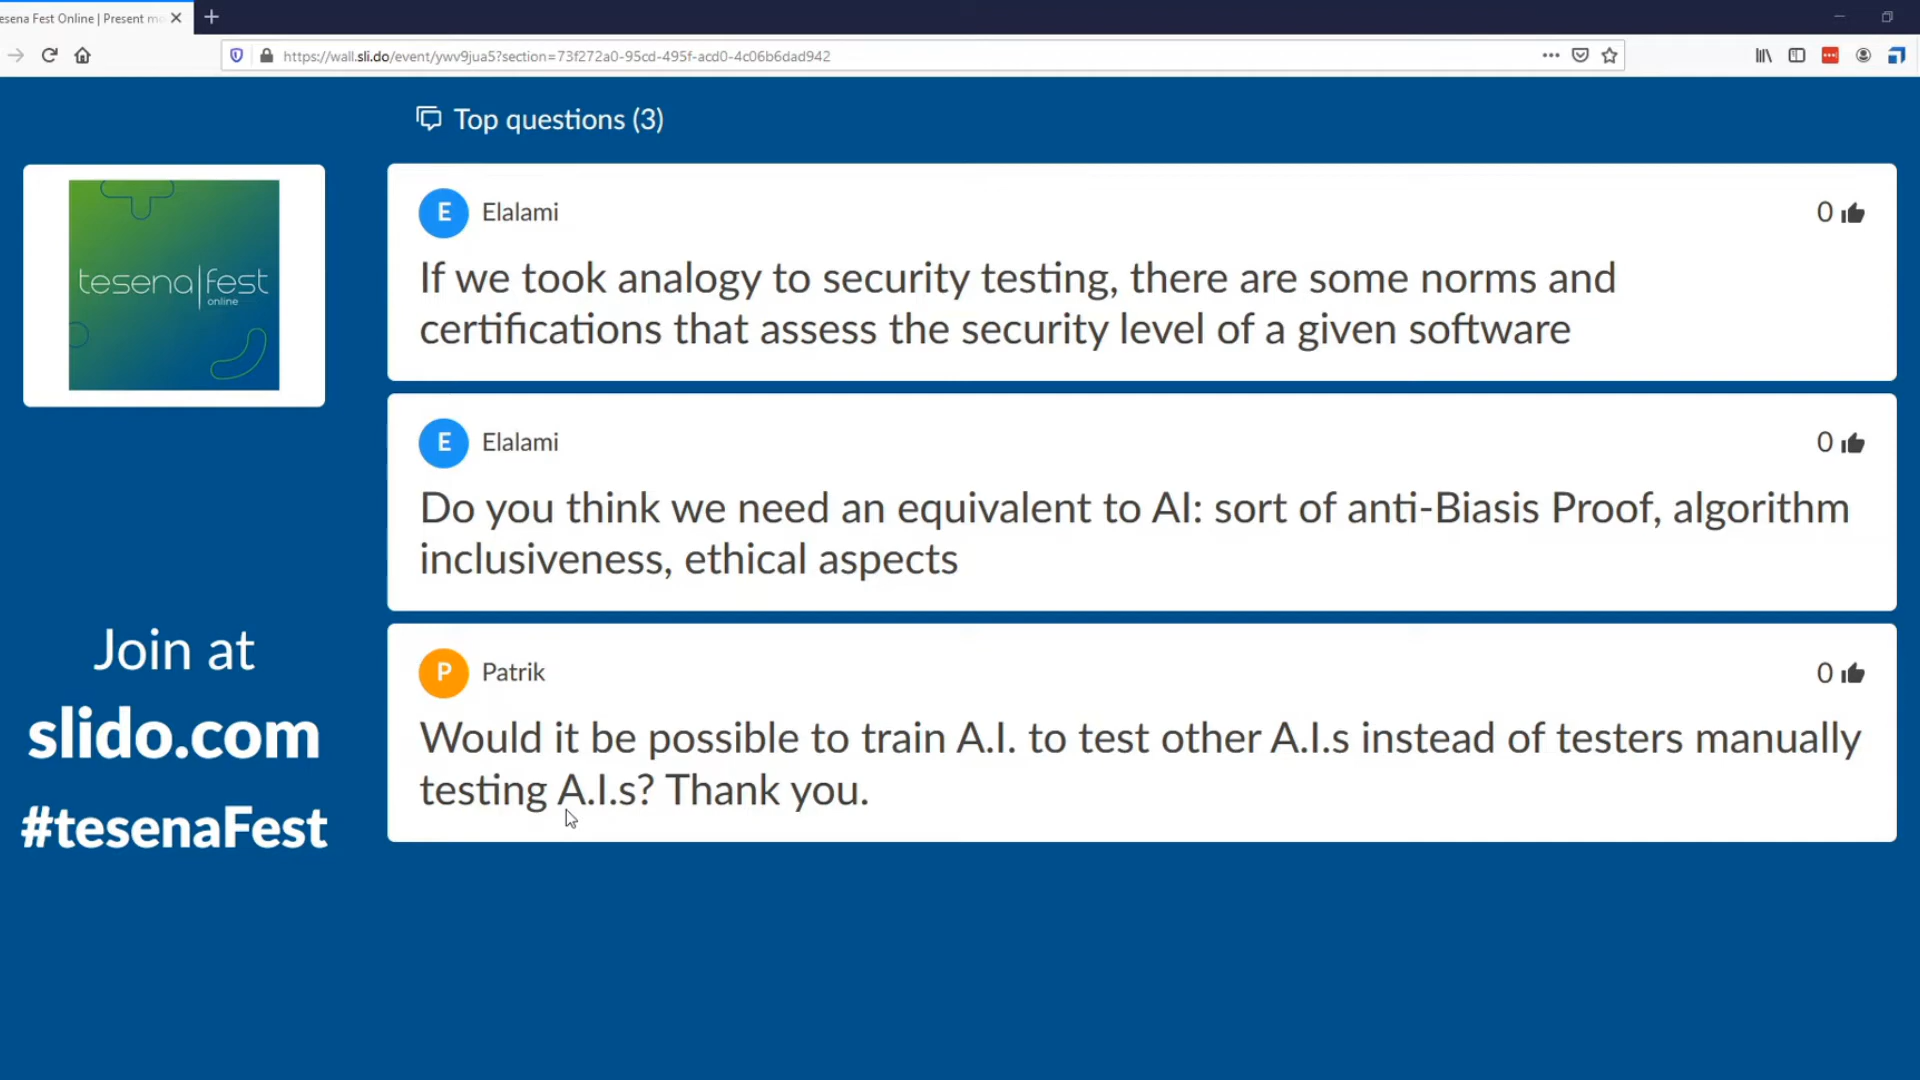 esena Fest Online | Present mo
https://wall.sli.do/event/ywv9jua5?section=73f272a0-95cd-495f-acd0-4c06b6dad942
Top questions (3)
tesena|fest
online
E Elalami 0
If we took analogy to security testing, there are some norms and
certifications that assess the security level of a given software
E Elalami 0
Do you think we need an equivalent to AI: sort of anti-Biasis Proof, algorithm
inclusiveness, ethical aspects
P Patrik 0
Would it be possible to train A.I. to test other A.I.s instead of testers manually
testing A.I.s? Thank you.
Join at
slido.com
#tesenaFest